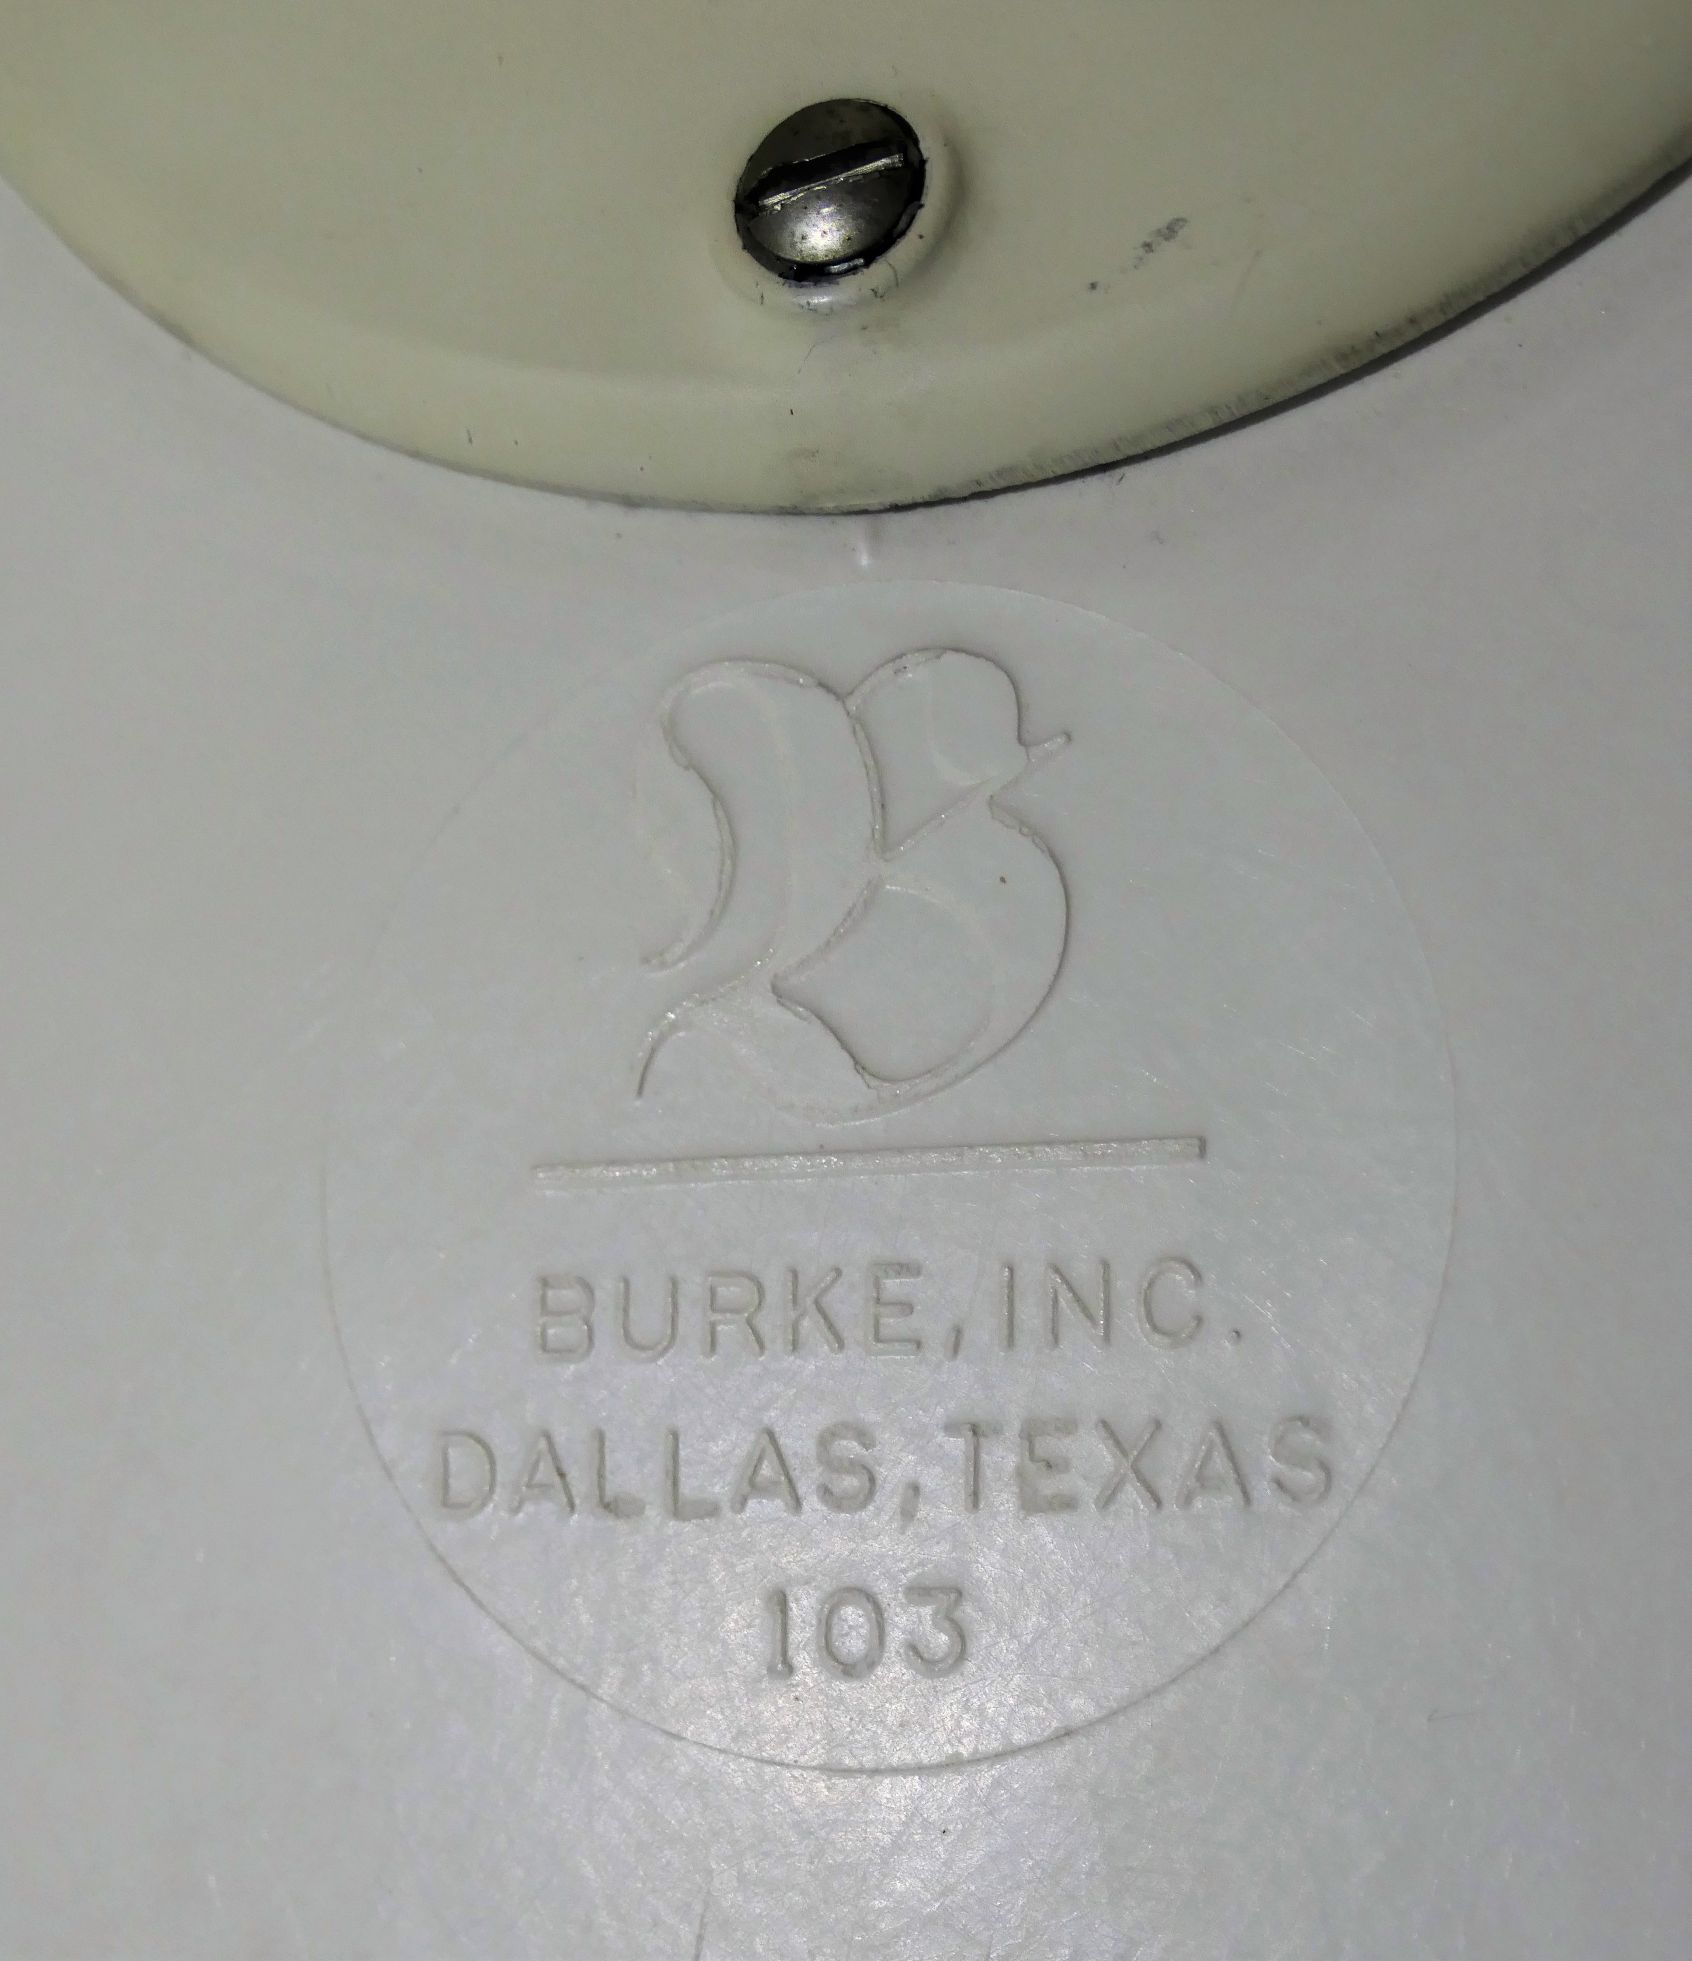 B
BURKE, INC.
DALLAS, TEXAS
103